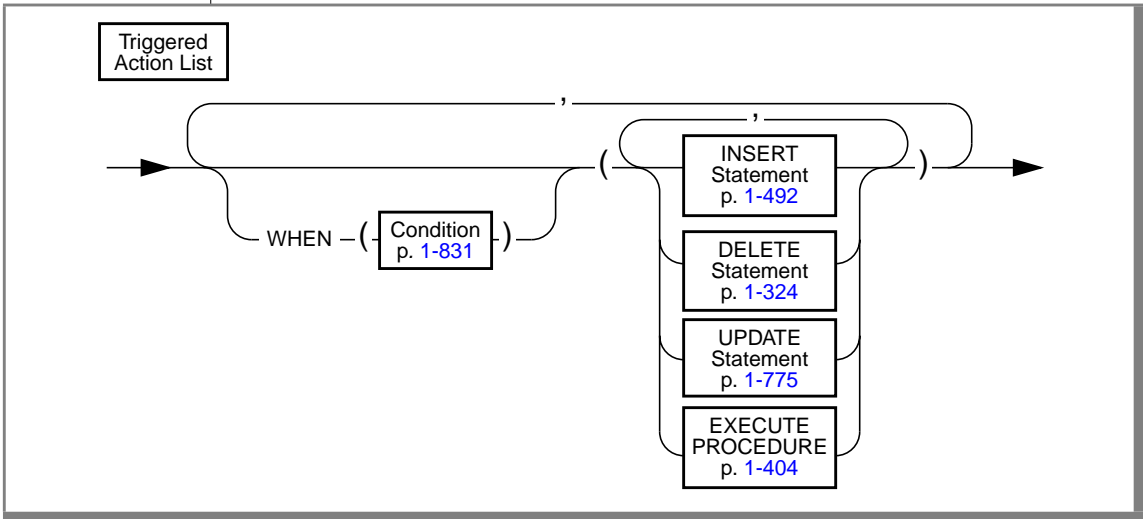 Triggered
Action List
,
,
(
INSERT
Statement
p. 1-492
)
WHEN
(
Condition
p. 1-831
)
DELETE
Statement
p. 1-324
UPDATE
Statement
p. 1-775
EXECUTE
PROCEDURE
p. 1-404